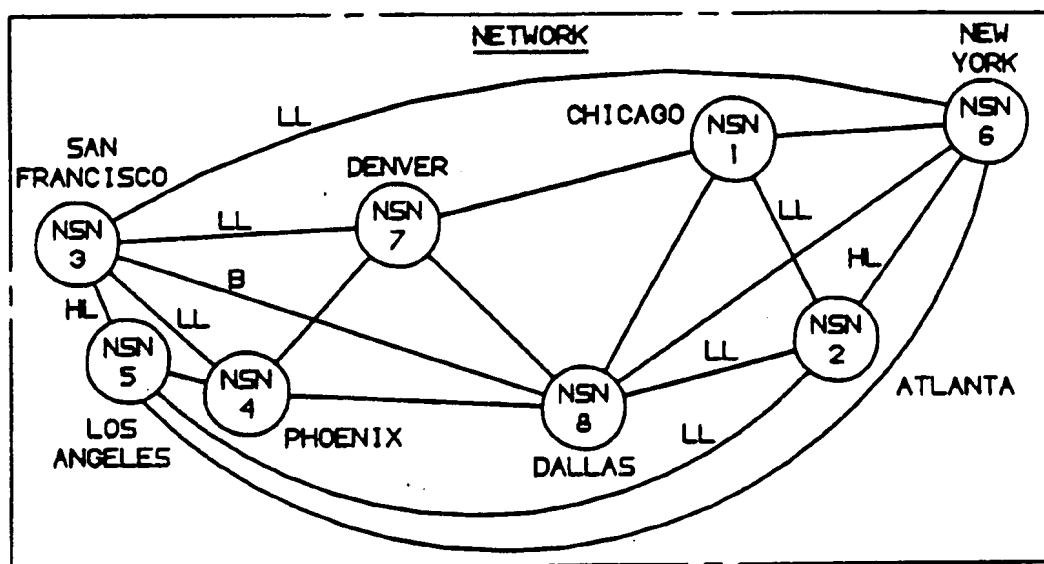 NETWORK
NEW
YORK
LL
CHICAGO
NSN
1
NSN
6
SAN
FRANCISCO
DENVER
NSN
3
LL
NSN
7
LL
B
HL
HL
LL
NSN
5
NSN
4
NSN
8
LL
NSN
2
ATLANTA
LOS
ANGELES
PHOENIX
DALLAS
LL